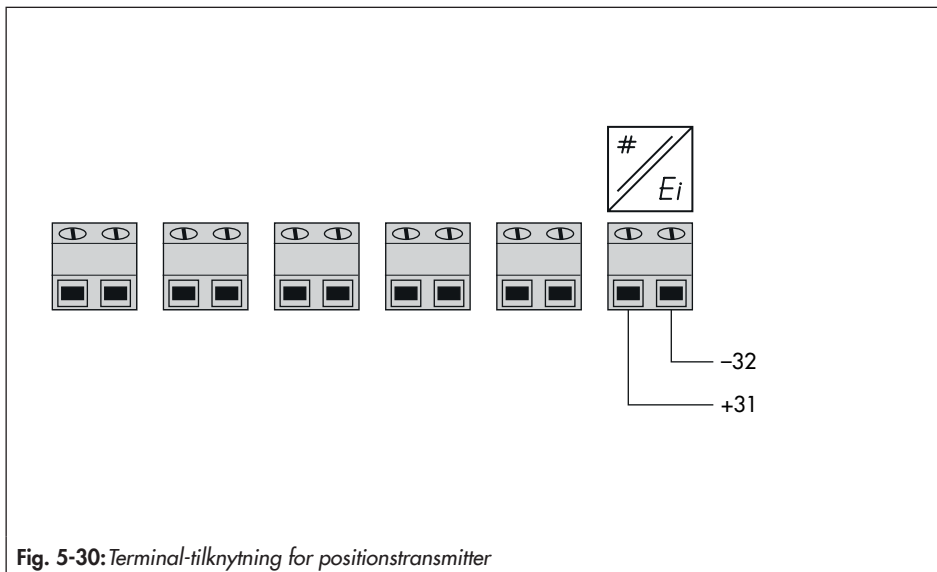 #
Ei
–32
+31
Fig. 5-30: Terminal-tilknytning for positionstransmitter